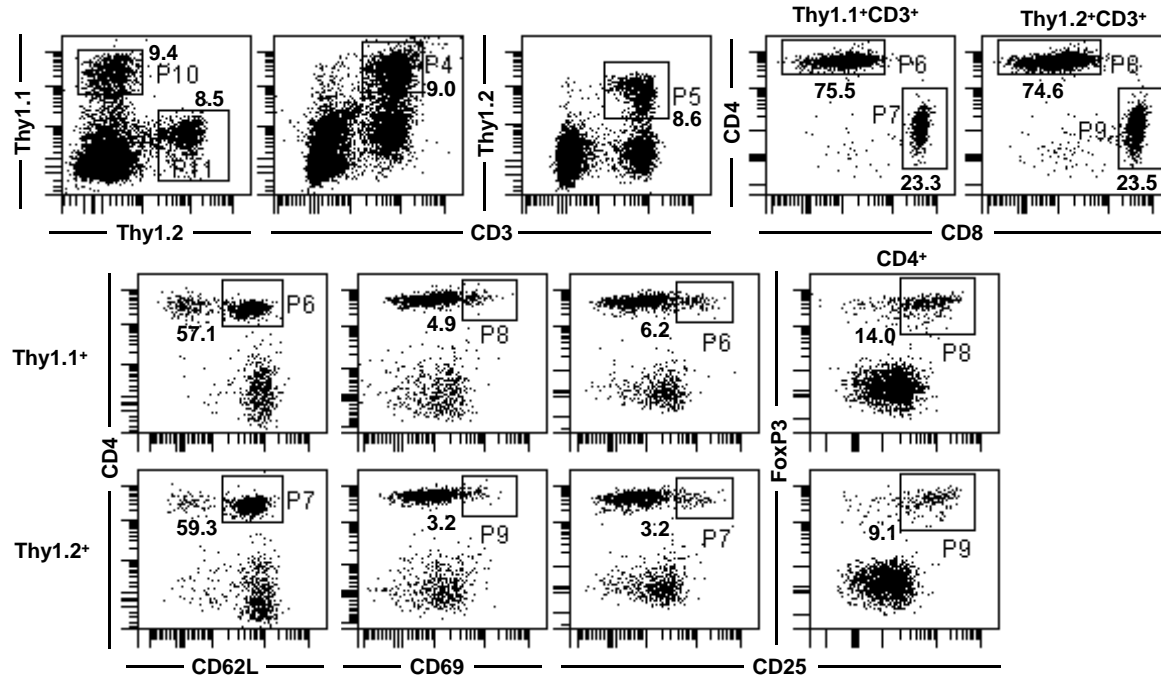 Thy1.1⁺CD3⁺
Thy1.2⁺CD3⁺
Thy1.1
9.4
P10
8.5
P11
Thy1.2
P4
9.0
Thy1.2
P5
8.6
CD3
CD4
P6
75.5
P7
23.3
P8
74.6
P9
23.5
CD8
CD4⁺
Thy1.1⁺
CD4
P6
57.1
4.9
P8
6.2
P6
FoxP3
14.0
P8
Thy1.2⁺
P7
59.3
3.2
P9
3.2
P7
9.1
P9
CD62L
CD69
CD25